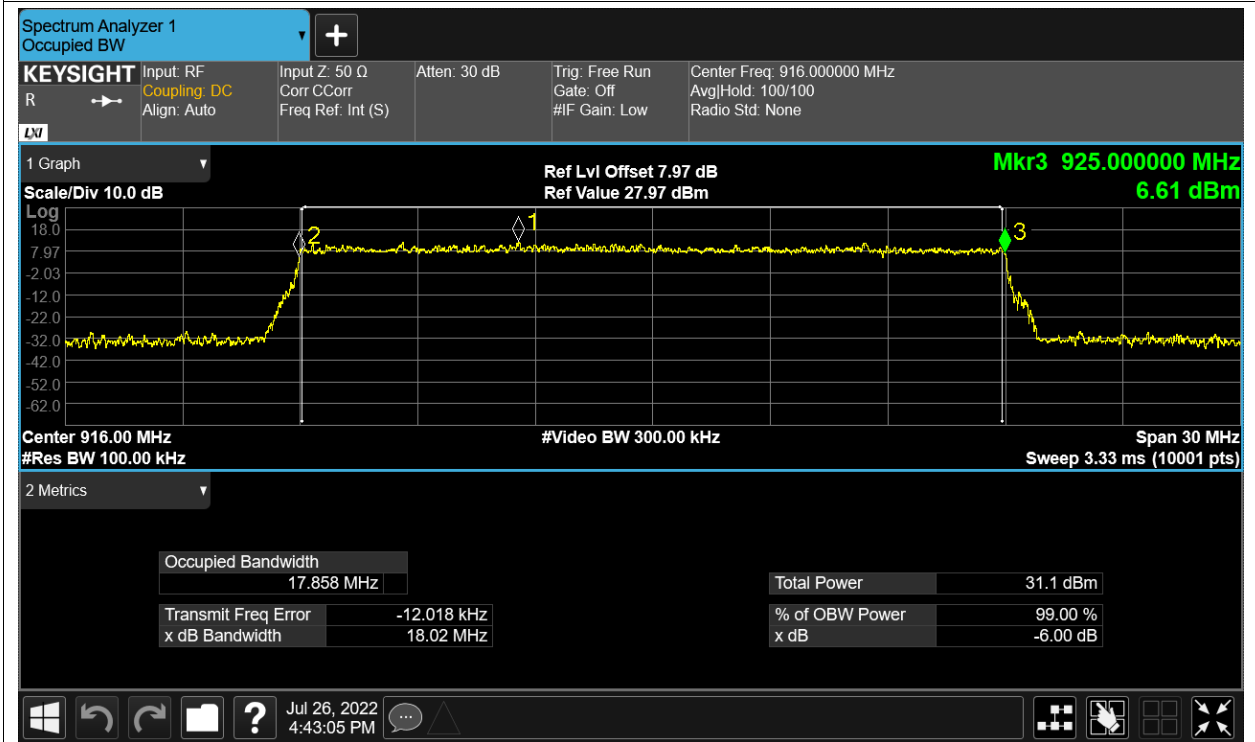 Spectrum Analyzer 1
Occupied BW
+
KEYSIGHT Input: RF Input Z: 50 Ω Atten: 30 dB Trig: Free Run Center Freq: 916.000000 MHz
R Coupling: DC Corr CCorr Gate: Off Avg|Hold: 100/100
Align: Auto Freq Ref: Int (S) #IF Gain: Low Radio Std: None
LXI
1 Graph Ref Lvl Offset 7.97 dB Mkr3 925.000000 MHz
Scale/Div 10.0 dB Ref Value 27.97 dBm 6.61 dBm
Log
18.0
7.97
-2.03
-12.0
-22.0
-32.0
-42.0
-52.0
-62.0
2
1
3
Center 916.00 MHz #Video BW 300.00 kHz Span 30 MHz
#Res BW 100.00 kHz Sweep 3.33 ms (10001 pts)
2 Metrics
Occupied Bandwidth
17.858 MHz Total Power 31.1 dBm
Transmit Freq Error -12.018 kHz % of OBW Power 99.00 %
x dB Bandwidth 18.02 MHz x dB -6.00 dB
? Jul 26, 2022
4:43:05 PM